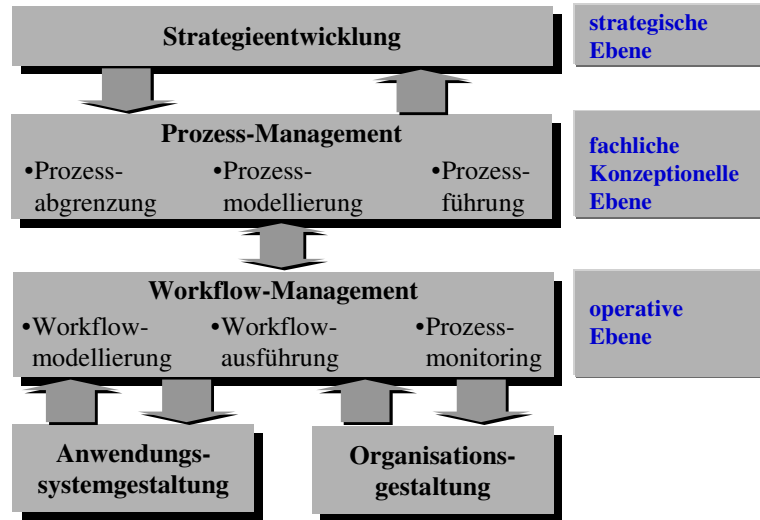 Strategieentwicklung
strategische
Ebene
Prozess-Management
•Prozess-
abgrenzung
•Prozess-
modellierung
•Prozess-
führung
fachliche
Konzeptionelle
Ebene
Workflow-Management
•Workflow-
modellierung
•Workflow-
ausführung
•Prozess-
monitoring
operative
Ebene
Anwendungs-
systemgestaltung
Organisations-
gestaltung